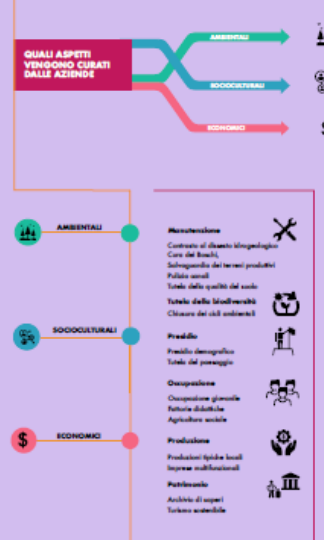 QUALI ASPETTI
VENGONO CURATI
DALLE AZIENDE
AMBIENTALI
SOCIOCULTURALI
ECONOMICI
$
AMBIENTALI
SOCIOCULTURALI
$
ECONOMICI
Manutenzione
Contrasto al dissesto idrogeologico
Cura dei Boschi,
Salvaguardia dei terreni produttivi
Pulizia canali
Tutela della qualità del suolo
Tutela della biodiversità
Chiusura dei cicli ambientali
Presidio
Presidio demografico
Tutela del paesaggio
Occupazione
Occupazione giovanile
Fattorie didattiche
Agricoltura sociale
Produzione
Produzioni tipiche locali
Imprese multifunzionali
Patrimonio
Archivio di saperi
Turismo sostenibile